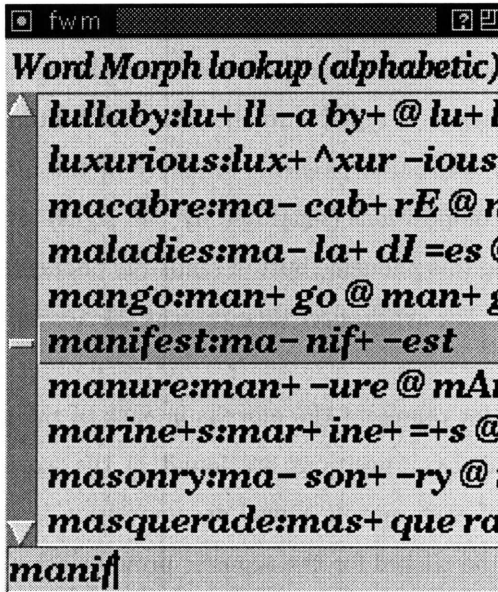 fwm ?
Word Morph lookup (alphabetic)
lullaby:lu+ ll -a by+ @ lu+ l
luxurious:lux+ ^xur -ious
macabre:ma- cab+ rE @ m
maladies:ma- la+ dI =es @
mango:man+ go @ man+ g
manifest:ma- nif+ -est
manure:man+ -ure @ mAn
marine+s:mar+ ine+ =+s @
masonry:ma- son+ -ry @
masquerade:mas+ que ra
manif